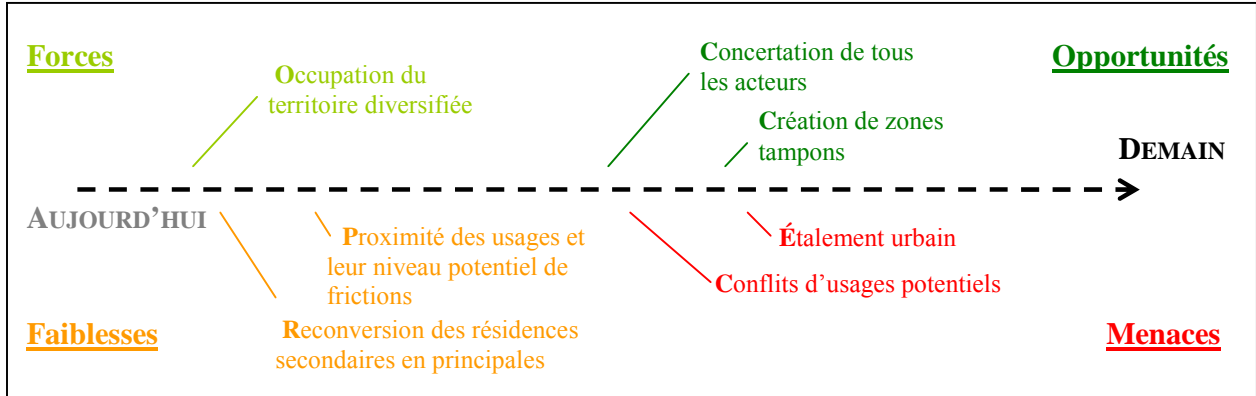 Forces
Occupation du
territoire diversifiée
Concertation de tous
les acteurs
Création de zones
tampons
Opportunités
DEMAIN
AUJOURD'HUI
Proximité des usages et
leur niveau potentiel de
frictions
Reconversion des résidences
secondaires en principales
Étalement urbain
Conflits d'usages potentiels
Faiblesses
Menaces